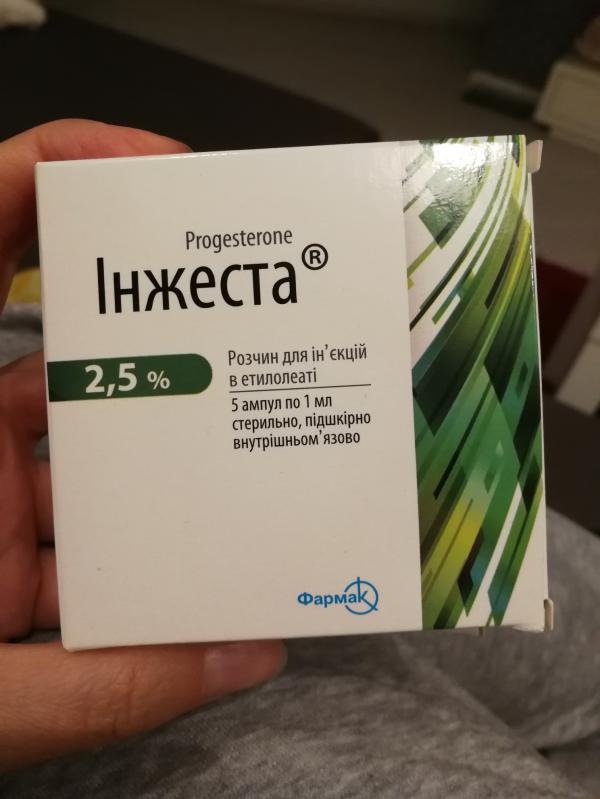 Progesterone
Інжеста®
2,5 %
Розчин для ін'єкцій
в етилолеаті
5 ампул по 1 мл
стерильно, підшкірно
внутрішньом'язово
Фармак